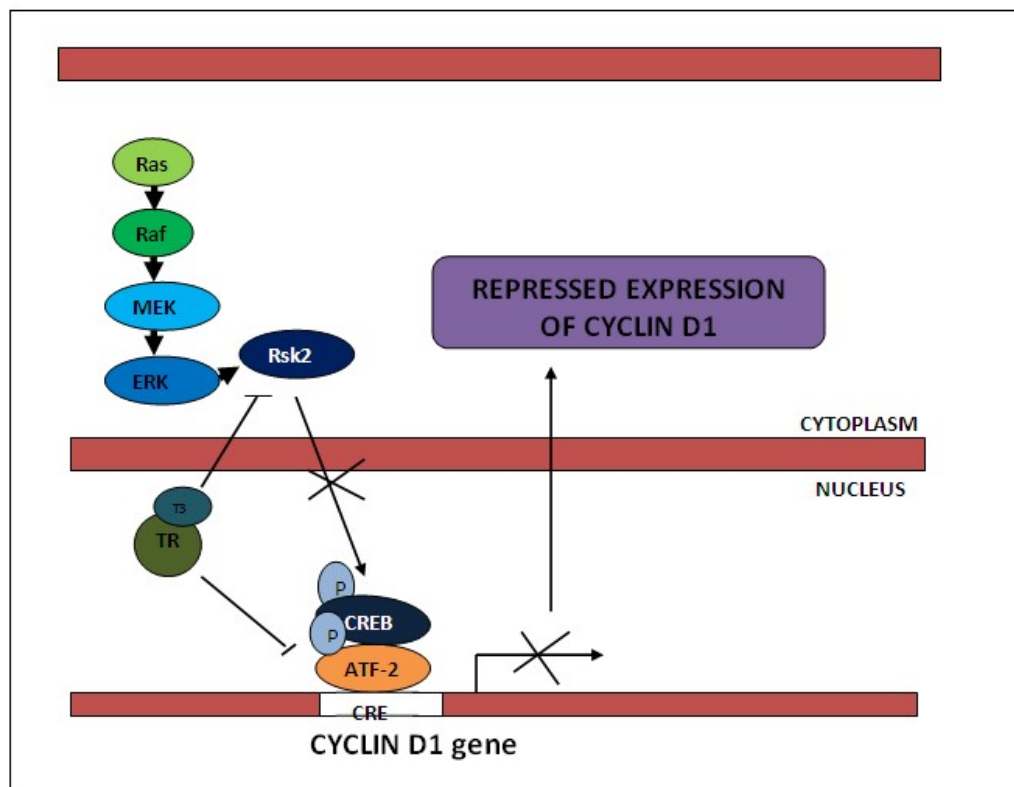 Ras
Raf
MEK
ERK
Rsk2
REPRESSED EXPRESSION
OF CYCLIN D1
CYTOPLASM
NUCLEUS
T3
TR
P
CREB
P
ATF-2
CRE
CYCLIN D1 gene